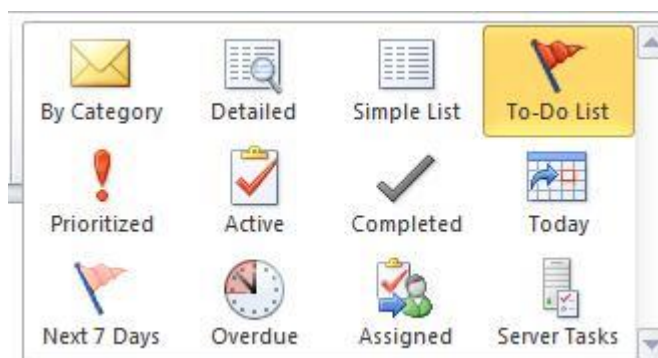 By Category Detailed Simple List To-Do List
Prioritized Active Completed Today
Next 7 Days Overdue Assigned Server Tasks